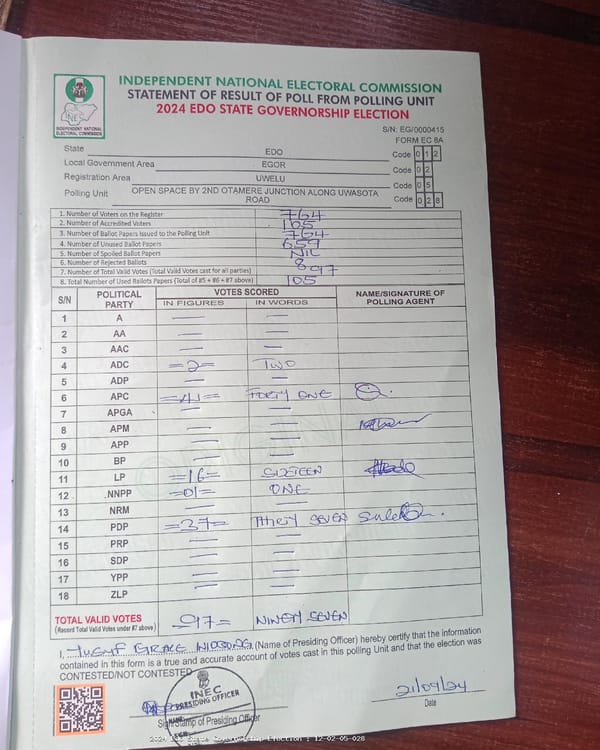 INDEPENDENT NATIONAL ELECTORAL COMMISSION
STATEMENT OF RESULT OF POLL FROM POLLING UNIT
2024 EDO STATE GOVERNORSHIP ELECTION
INEC
INDEPENDENT NATIONAL
ELECTORAL COMMISSION
S/N: EG/0000415
FORM EC 8A
State EDO Code 0 1 2
Local Government Area EGOR Code 0 2
Registration Area UWELU Code 0 5
Polling Unit OPEN SPACE BY 2ND OTAMERE JUNCTION ALONG UWASOTA ROAD Code 0 2 8
1. Number of Voters on the Register 764
2. Number of Accredited Voters 105
3. Number of Ballot Papers Issued to the Polling Unit 764
4. Number of Unused Ballot Papers 659
5. Number of Spoiled Ballot Papers NIL
6. Number of Rejected Ballots 8
7. Number of Total Valid Votes (Total Valid Votes cast for all parties) 97
8. Total Number of Used Ballots Papers (Total of #5 + #6 + #7 above) 105
S/N POLITICAL PARTY VOTES SCORED NAME/SIGNATURE OF POLLING AGENT
IN FIGURES IN WORDS
1 A
2 AA
3 AAC
4 ADC =2= TWO
5 ADP
6 APC =41= FORTY ONE
7 APGA
8 APM
9 APP
10 BP
11 LP =16= SIXTEEN
12 .NNPP =01= ONE
13 NRM
14 PDP =37= THIRTY SEVEN
15 PRP
16 SDP
17 YPP
18 ZLP
TOTAL VALID VOTES =97= NINETY SEVEN
(Record Total Valid Votes under #7 above)
I, GRACE (Name of Presiding Officer) hereby certify that the information
contained in this form is a true and accurate account of votes cast in this polling Unit and that the election was
CONTESTED/NOT CONTESTED
INEC
PRESIDING OFFICER
21/09/24
Sign/Stamp of Presiding Officer
Date
2024 EDO State Governorship Election : 12-02-05-028